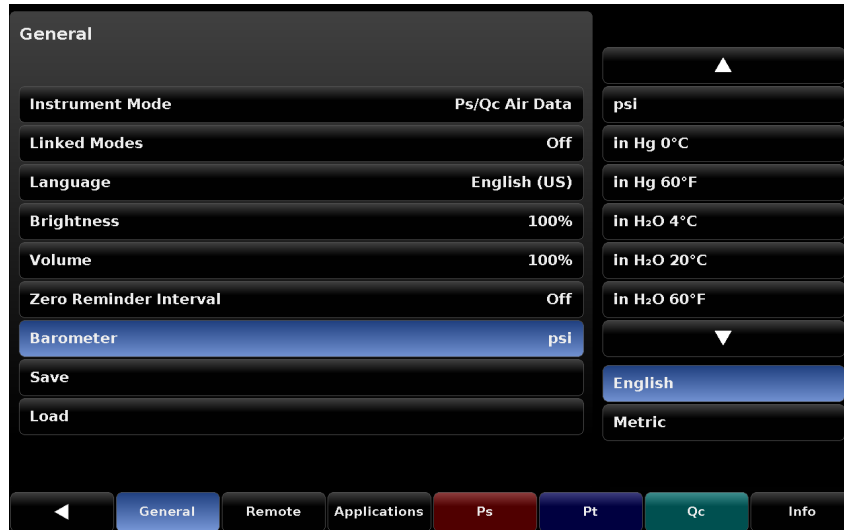 General
Instrument Mode Ps/Qc Air Data
Linked Modes Off
Language English (US)
Brightness 100%
Volume 100%
Zero Reminder Interval Off
Barometer psi
Save
Load
▲
psi
in Hg 0°C
in Hg 60°F
in H₂O 4°C
in H₂O 20°C
in H₂O 60°F
▼
English
Metric
◀ General Remote Applications Ps Pt Qc Info